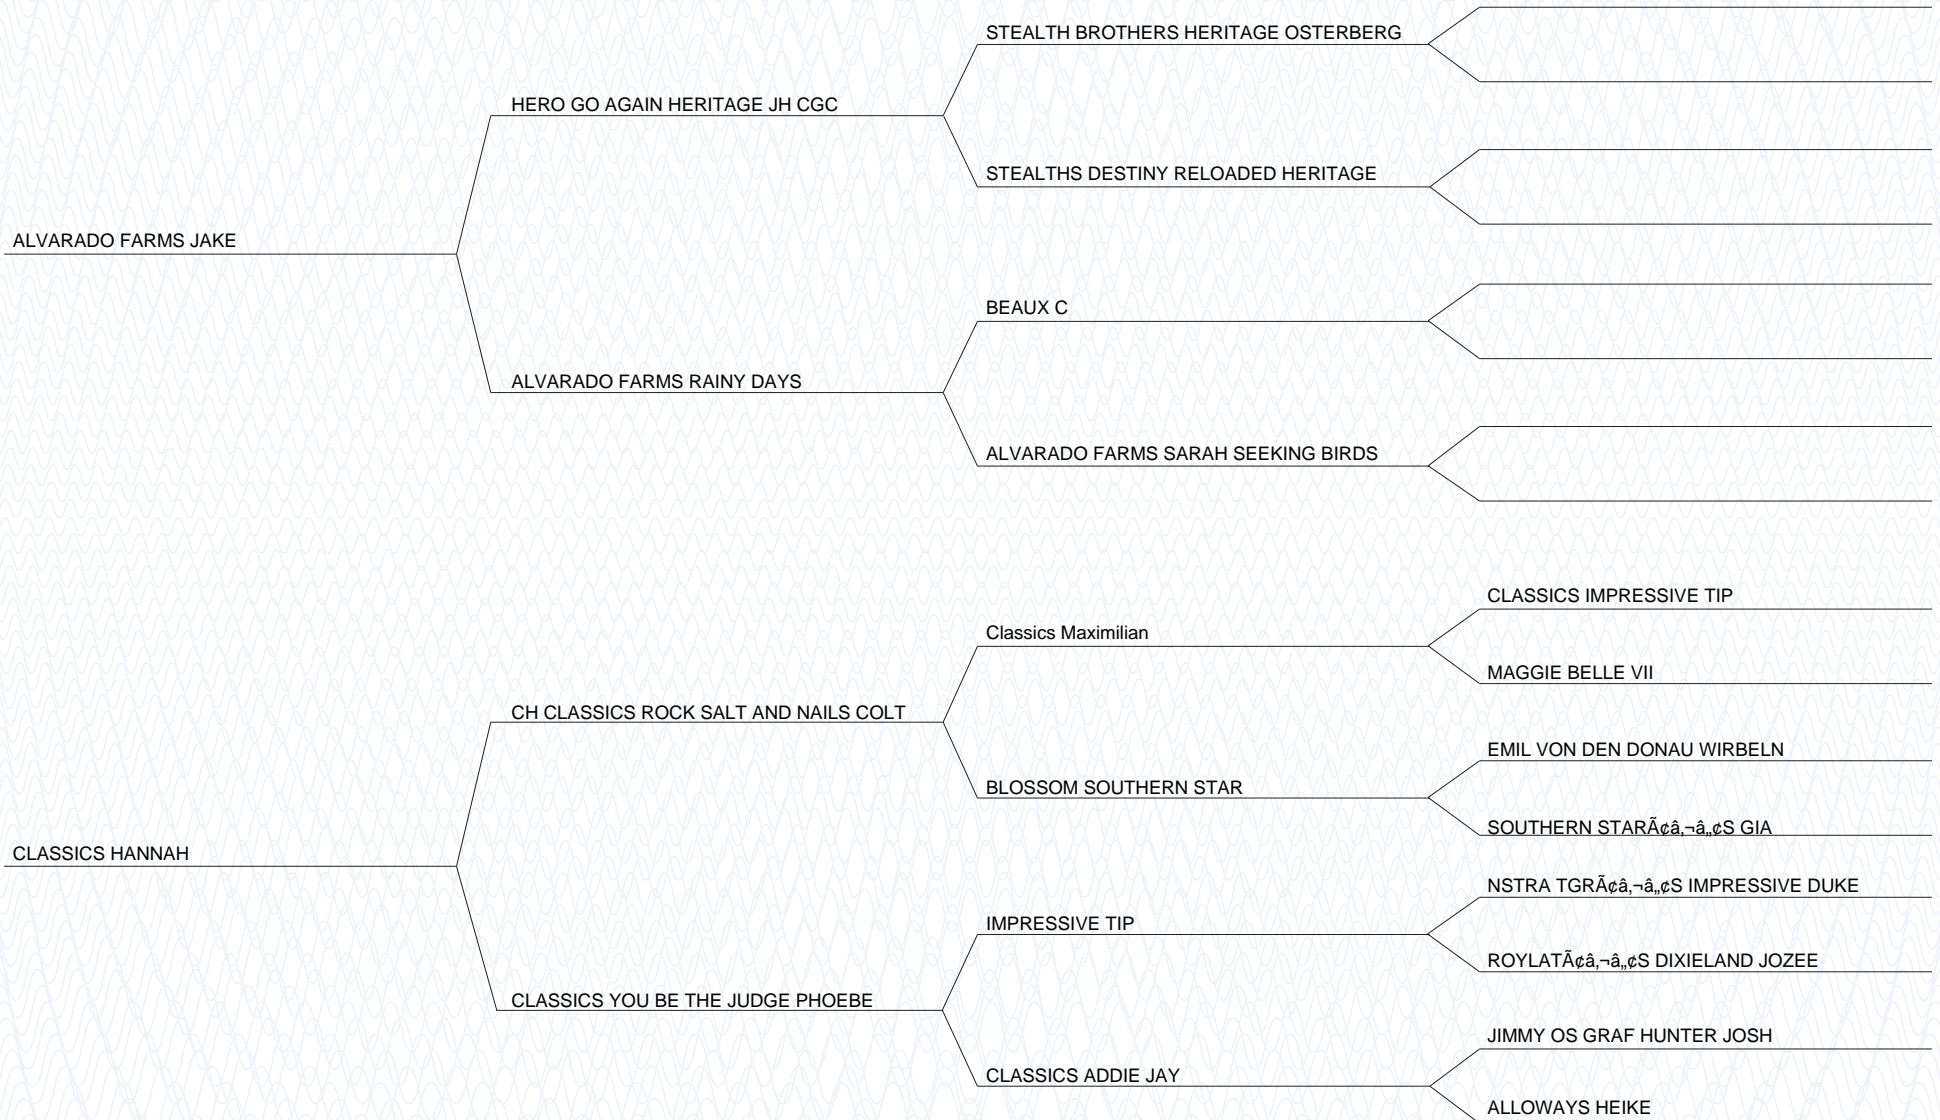 STEALTH BROTHERS HERITAGE OSTERBERG
HERO GO AGAIN HERITAGE JH CGC
STEALTHS DESTINY RELOADED HERITAGE
ALVARADO FARMS JAKE
BEAUX C
ALVARADO FARMS RAINY DAYS
ALVARADO FARMS SARAH SEEKING BIRDS
CLASSICS IMPRESSIVE TIP
Classics Maximilian
MAGGIE BELLE VII
CH CLASSICS ROCK SALT AND NAILS COLT
EMIL VON DEN DONAU WIRBELN
BLOSSOM SOUTHERN STAR
SOUTHERN STARÃ¢â‚¬â„¢S GIA
CLASSICS HANNAH
NSTRA TGRÃ¢â‚¬â„¢S IMPRESSIVE DUKE
IMPRESSIVE TIP
ROYLATÃ¢â‚¬â„¢S DIXIELAND JOZEE
CLASSICS YOU BE THE JUDGE PHOEBE
JIMMY OS GRAF HUNTER JOSH
CLASSICS ADDIE JAY
ALLOWAYS HEIKE